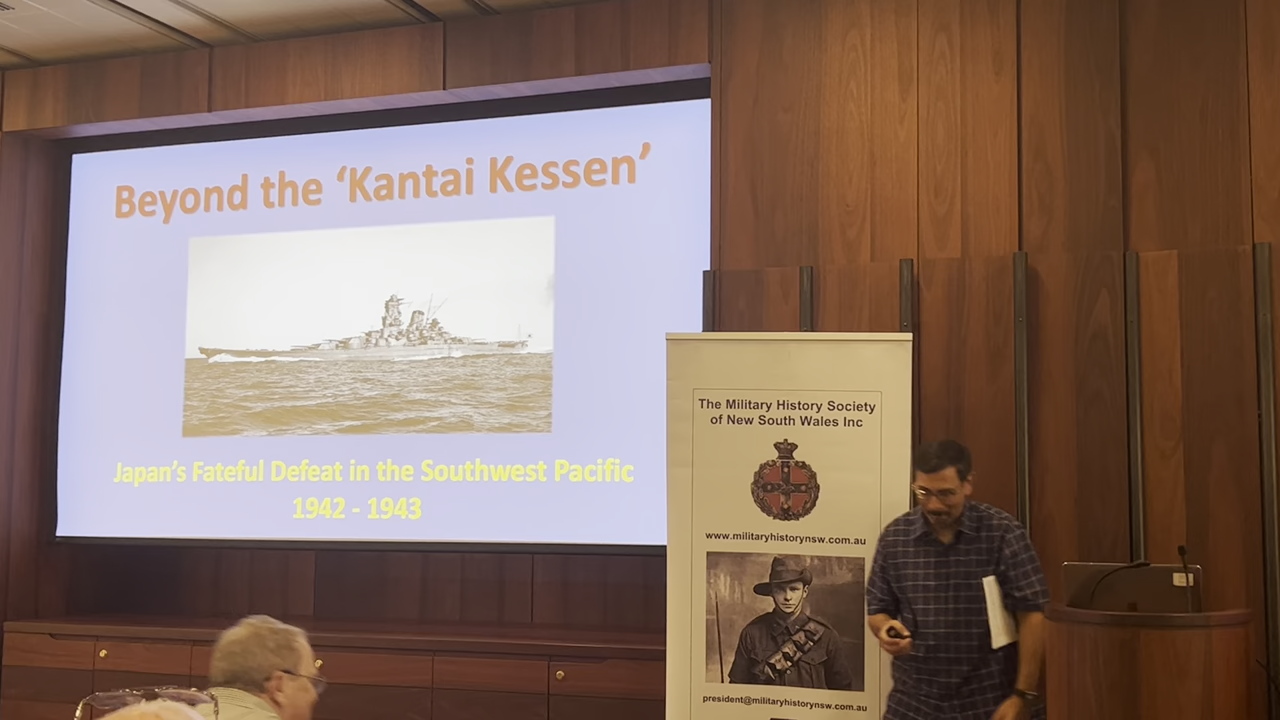 Beyond the ‘Kantai Kessen’
Japan’s Fateful Defeat in the Southwest Pacific
1942 - 1943
The Military History Society
of New South Wales Inc
www.militaryhistorynsw.com.au
president@militaryhistorynsw.com.au